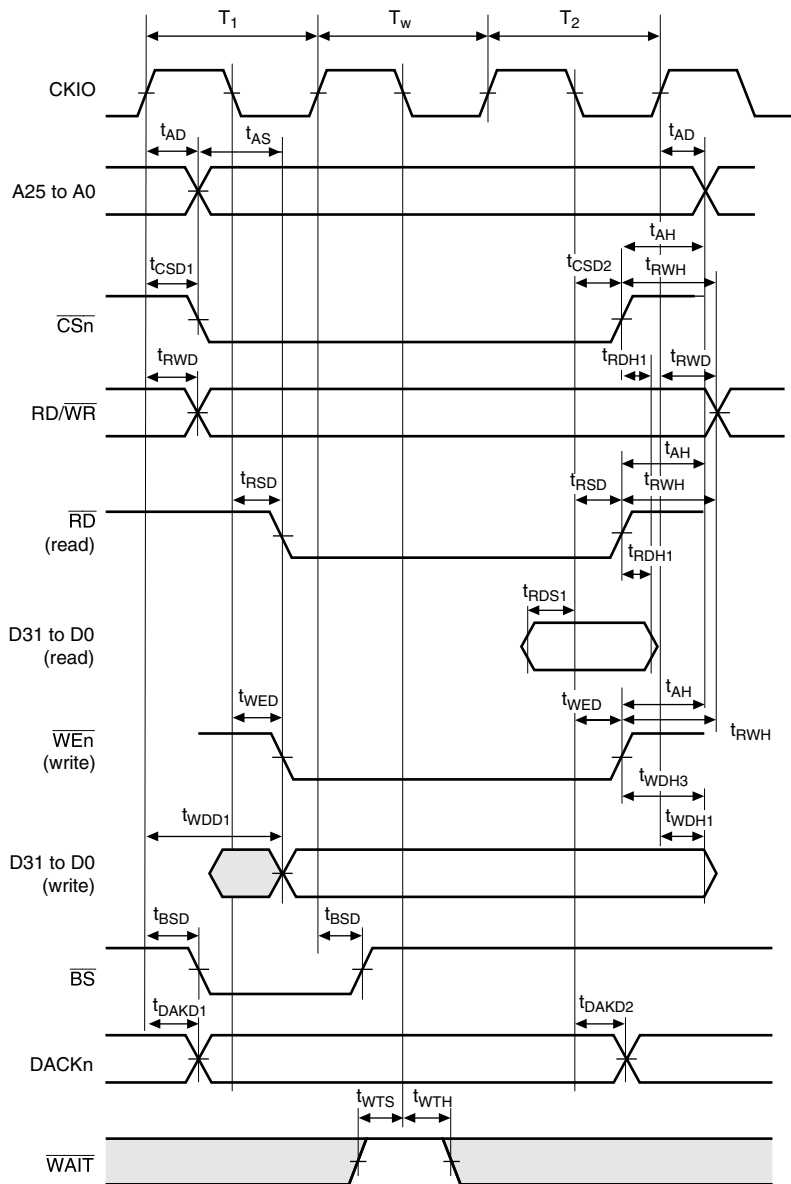 T1 Tw T2
CKIO
tAD tAS tAD
A25 to A0
tAH
tCSD1 tCSD2 tRWH
CSn
tRWD tRDH1 tRWD
RD/WR
tAH
tRSD tRSD tRWH
RD
(read)
tRDH1
tRDS1
D31 to D0
(read)
tWED tWED tAH
tRWH
WEn
(write)
tWDH3
tWDD1 tWDH1
D31 to D0
(write)
tBSD tBSD
BS
tDAKD1 tDAKD2
DACKn
tWTS tWTH
WAIT